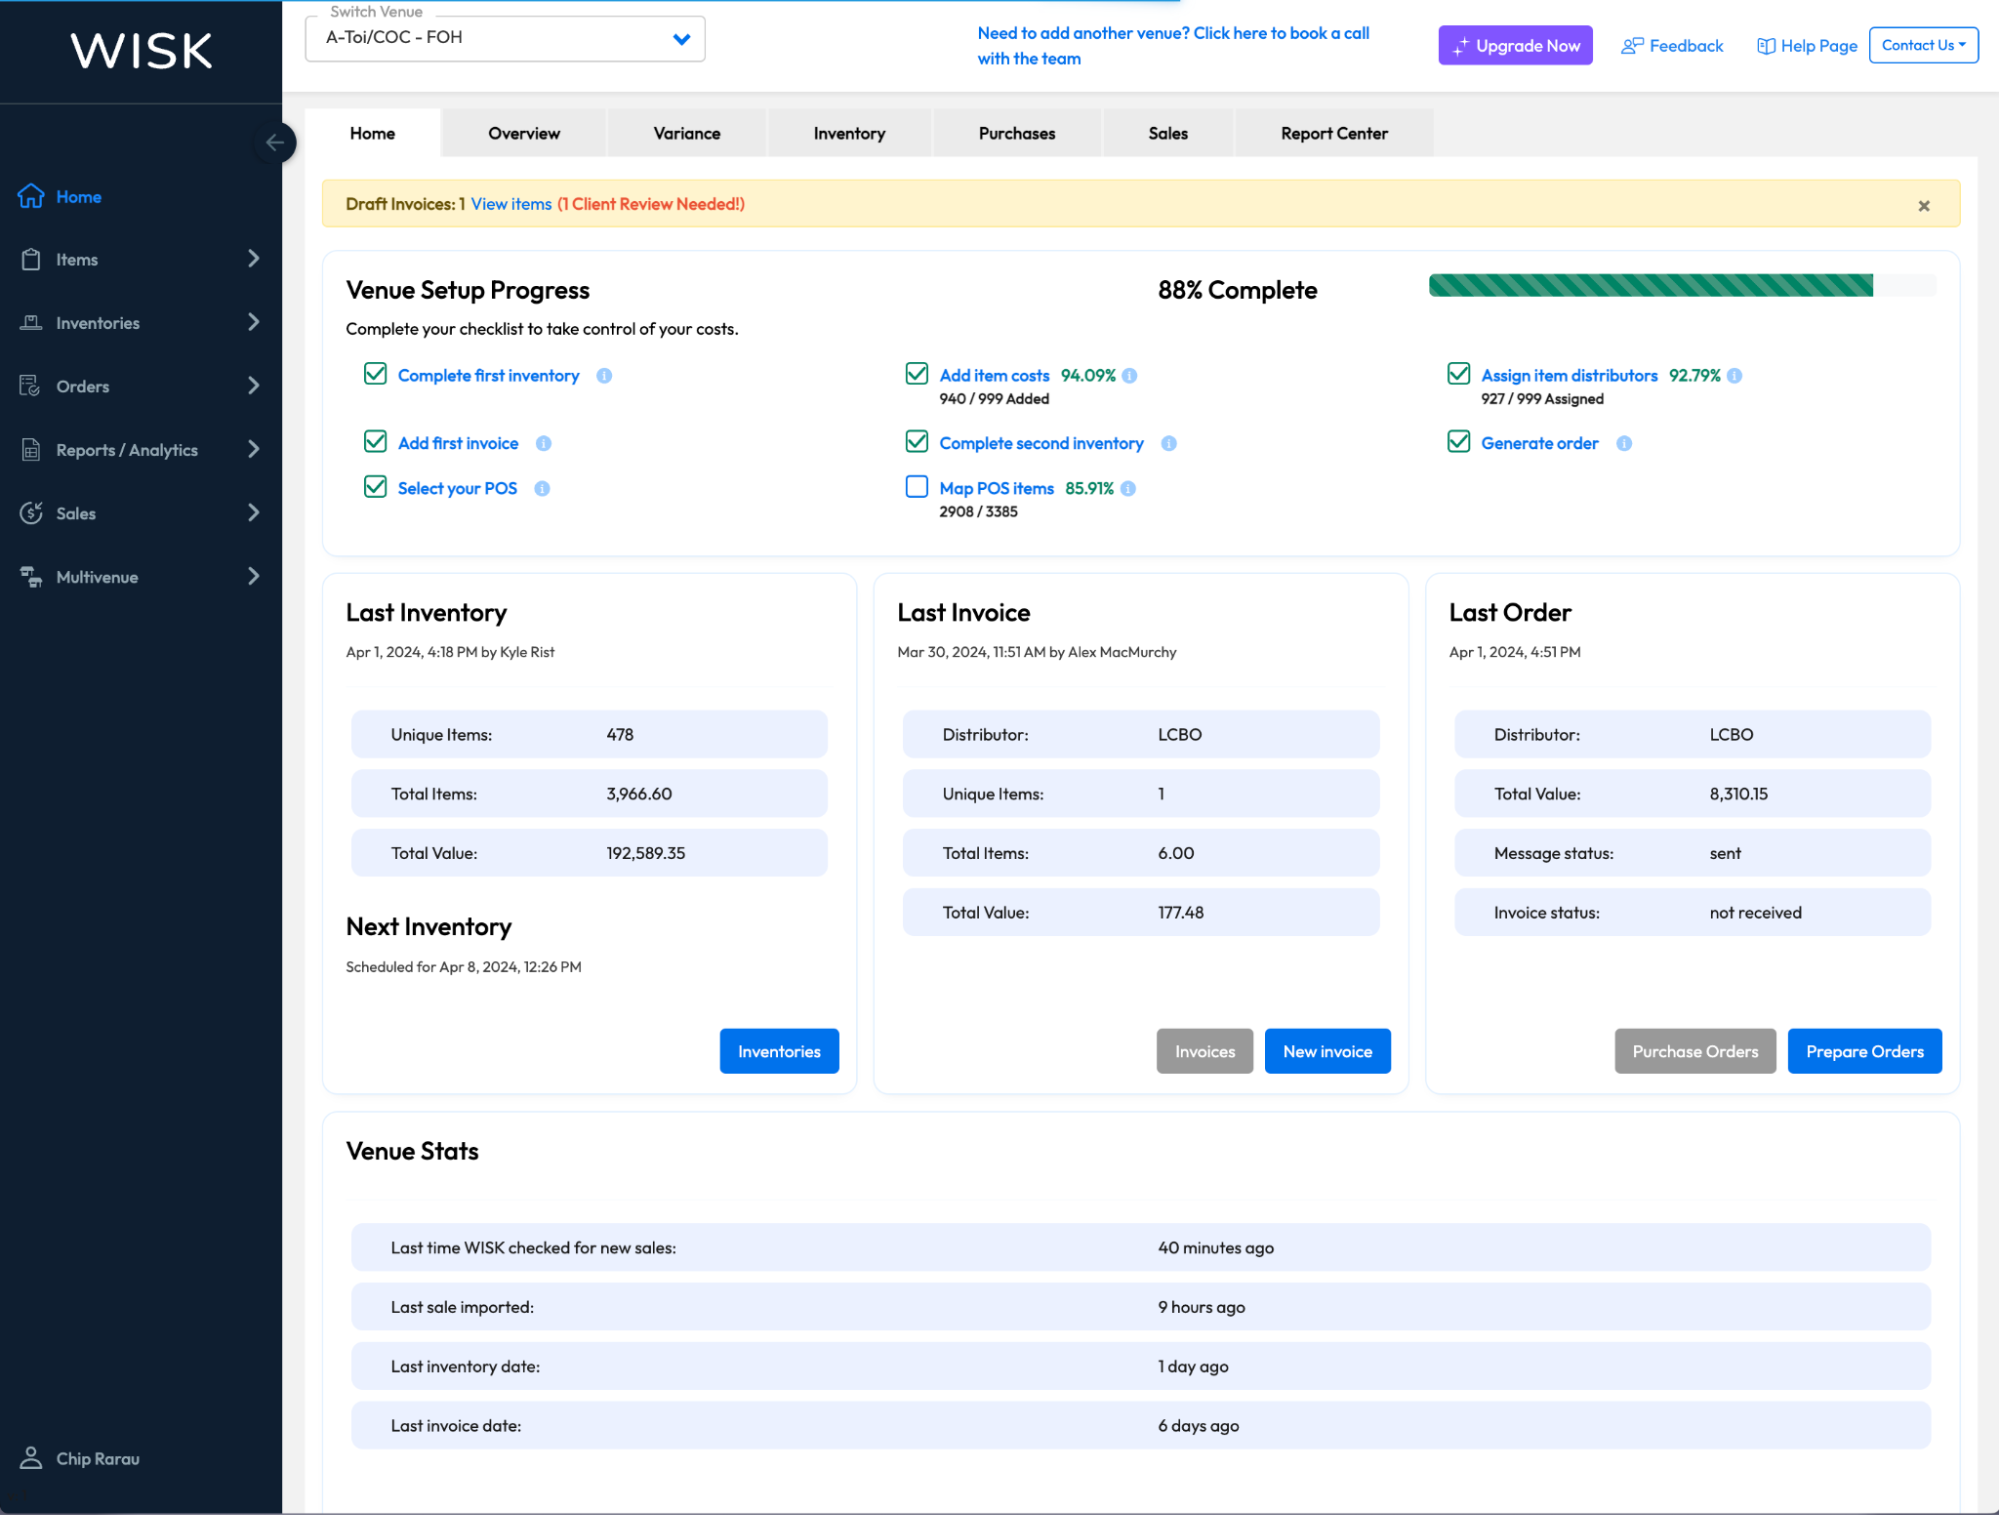 WISK
Switch Venue
A-Toi/COC - FOH
Need to add another venue? Click here to book a call
with the team
Upgrade Now
Feedback
Help Page
Contact Us
Home
Overview
Variance
Inventory
Purchases
Sales
Report Center
Home
Items
Inventories
Orders
Reports / Analytics
Sales
Multivenue
Chip Rarau
Draft Invoices: 1 View items (1 Client Review Needed!)
Venue Setup Progress
88% Complete
Complete your checklist to take control of your costs.
Complete first inventory
Add item costs 94.09%
940 / 999 Added
Assign item distributors 92.79%
927 / 999 Assigned
Add first invoice
Complete second inventory
Generate order
Select your POS
Map POS items 85.91%
2908 / 3385
Last Inventory
Apr 1, 2024, 4:18 PM by Kyle Rist
Unique Items: 478
Total Items: 3,966.60
Total Value: 192,589.35
Next Inventory
Scheduled for Apr 8, 2024, 12:26 PM
Inventories
Last Invoice
Mar 30, 2024, 11:51 AM by Alex MacMurchy
Distributor: LCBO
Unique Items: 1
Total Items: 6.00
Total Value: 177.48
Invoices
New invoice
Last Order
Apr 1, 2024, 4:51 PM
Distributor: LCBO
Total Value: 8,310.15
Message status: sent
Invoice status: not received
Purchase Orders
Prepare Orders
Venue Stats
Last time WISK checked for new sales: 40 minutes ago
Last sale imported: 9 hours ago
Last inventory date: 1 day ago
Last invoice date: 6 days ago